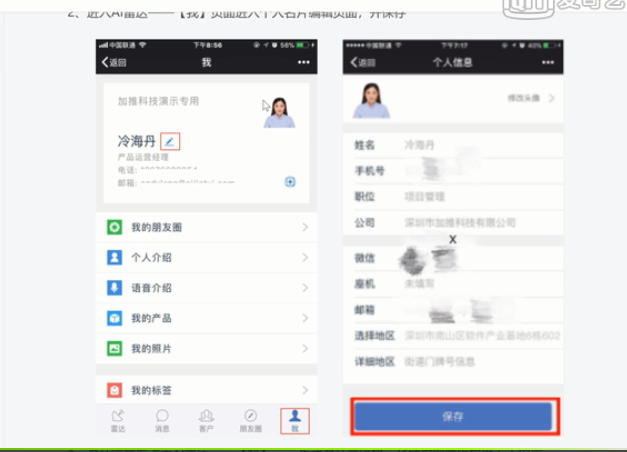 2、进入AI雷达——【我】页面进入个人名片编辑页面，并保存
爱奇艺
中国联通 下午8:56 56%
返回 我
加推科技演示专用
冷海丹
产品运营经理
电话:
邮箱:
我的朋友圈
个人介绍
语音介绍
我的产品
我的照片
我的标签
雷达 消息 客户 朋友圈 我
中国联通 下午7:17 40%
返回 个人信息
修改头像
姓名 冷海丹
手机号
职位 项目管理
公司 深圳市加推科技有限公司
X
微信
座机 未填写
邮箱
选择地区 深圳市南山区软件产业基地6栋602
详细地区 街道门牌号信息
保存